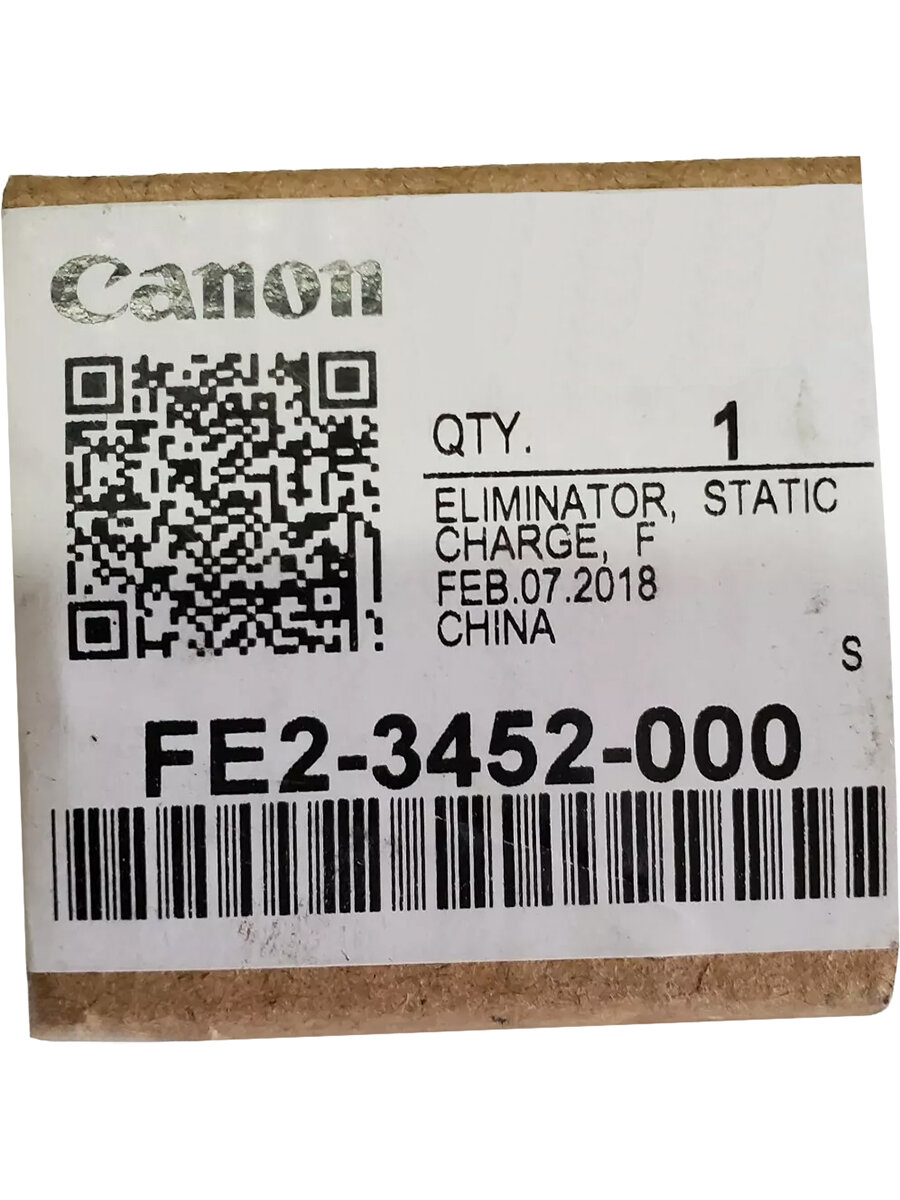 Canon
QTY. 1
ELIMINATOR, STATIC
CHARGE, F
FEB.07.2018
CHINA
S
FE2-3452-000